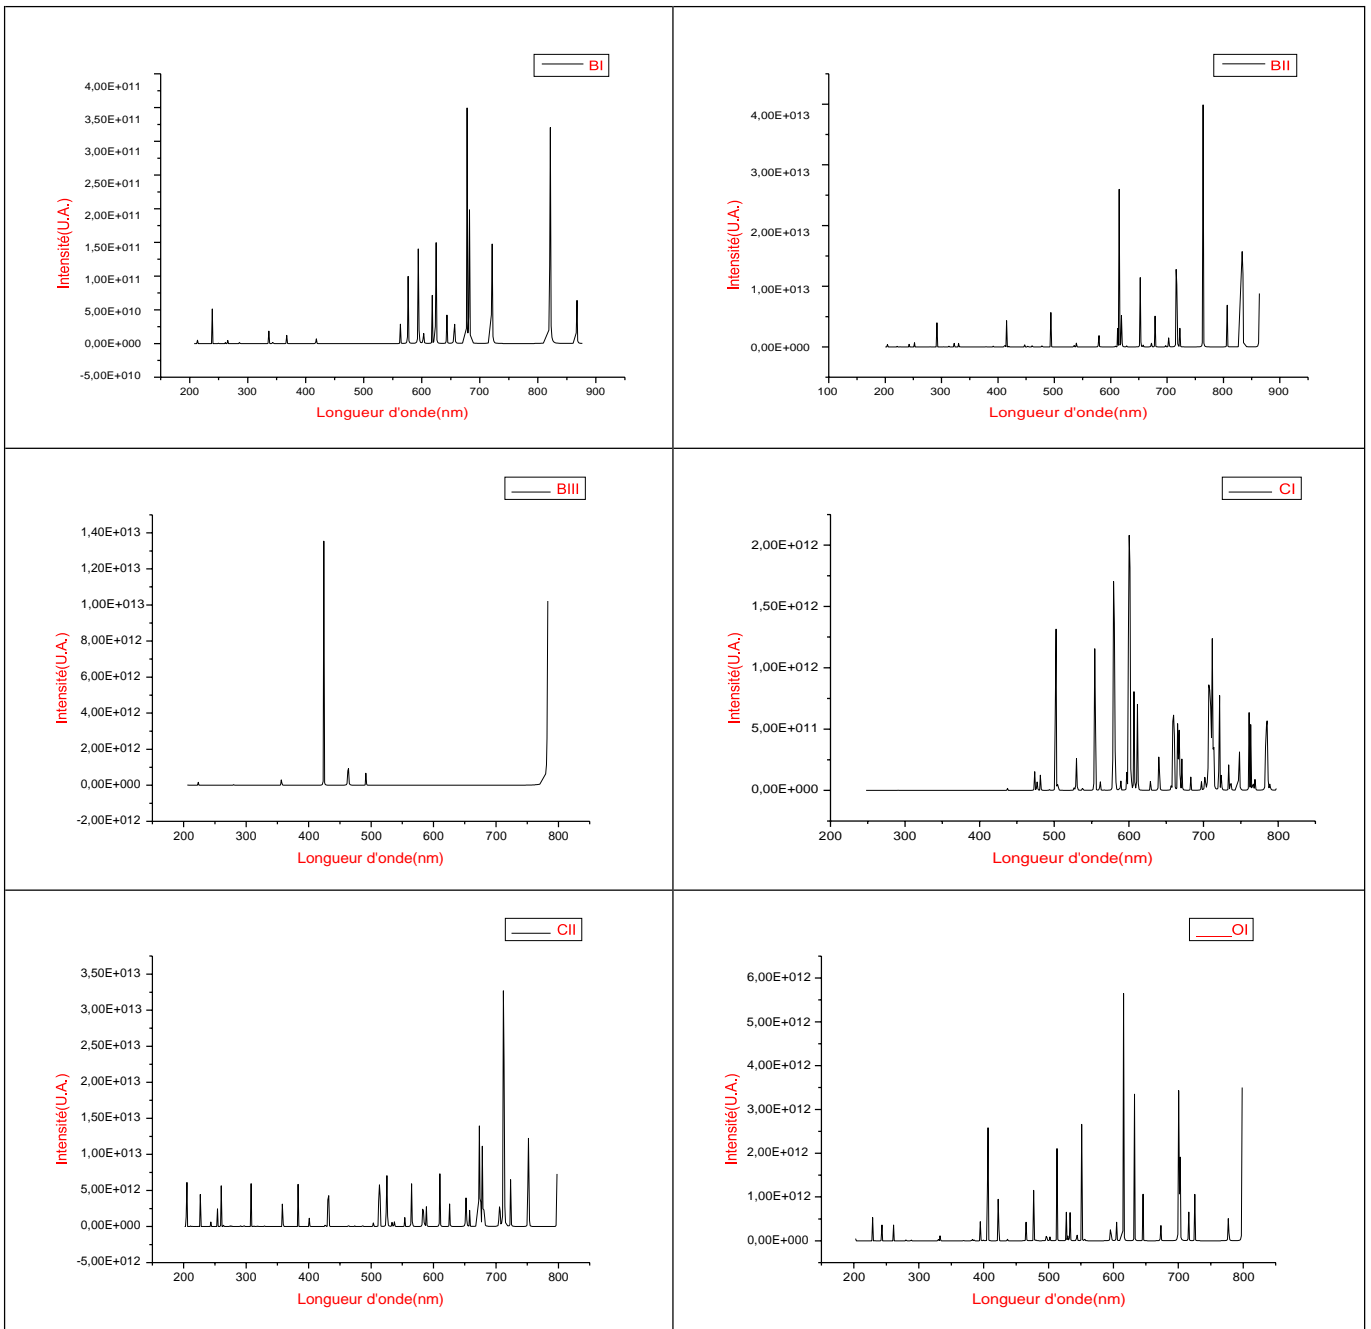 BI
4,00E+011
3,50E+011
3,00E+011
2,50E+011
2,00E+011
1,50E+011
1,00E+011
5,00E+010
0,00E+000
-5,00E+010
Intensité(U.A.)
200 300 400 500 600 700 800 900
Longueur d'onde(nm)
BII
4,00E+013
3,00E+013
2,00E+013
1,00E+013
0,00E+000
Intensité(U.A.)
100 200 300 400 500 600 700 800 900
Longueur d'onde(nm)
BIII
1,40E+013
1,20E+013
1,00E+013
8,00E+012
6,00E+012
4,00E+012
2,00E+012
0,00E+000
-2,00E+012
Intensité(U.A.)
200 300 400 500 600 700 800
Longueur d'onde(nm)
CI
2,00E+012
1,50E+012
1,00E+012
5,00E+011
0,00E+000
Intensité(U.A.)
200 300 400 500 600 700 800
Longueur d'onde(nm)
CII
3,50E+013
3,00E+013
2,50E+013
2,00E+013
1,50E+013
1,00E+013
5,00E+012
0,00E+000
-5,00E+012
Intensité(U.A.)
200 300 400 500 600 700 800
Longueur d'onde(nm)
OI
6,00E+012
5,00E+012
4,00E+012
3,00E+012
2,00E+012
1,00E+012
0,00E+000
Intensité(U.A.)
200 300 400 500 600 700 800
Longueur d'onde(nm)